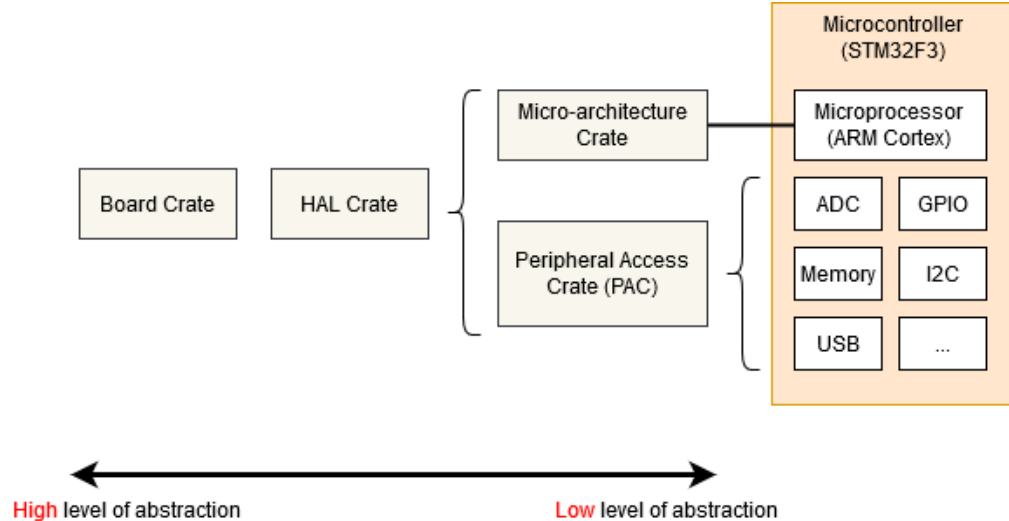 Microcontroller
(STM32F3)
Micro-architecture
Crate
Microprocessor
(ARM Cortex)
Board Crate
HAL Crate
ADC
GPIO
Peripheral Access
Crate (PAC)
Memory
I2C
USB
...
High level of abstraction
Low level of abstraction